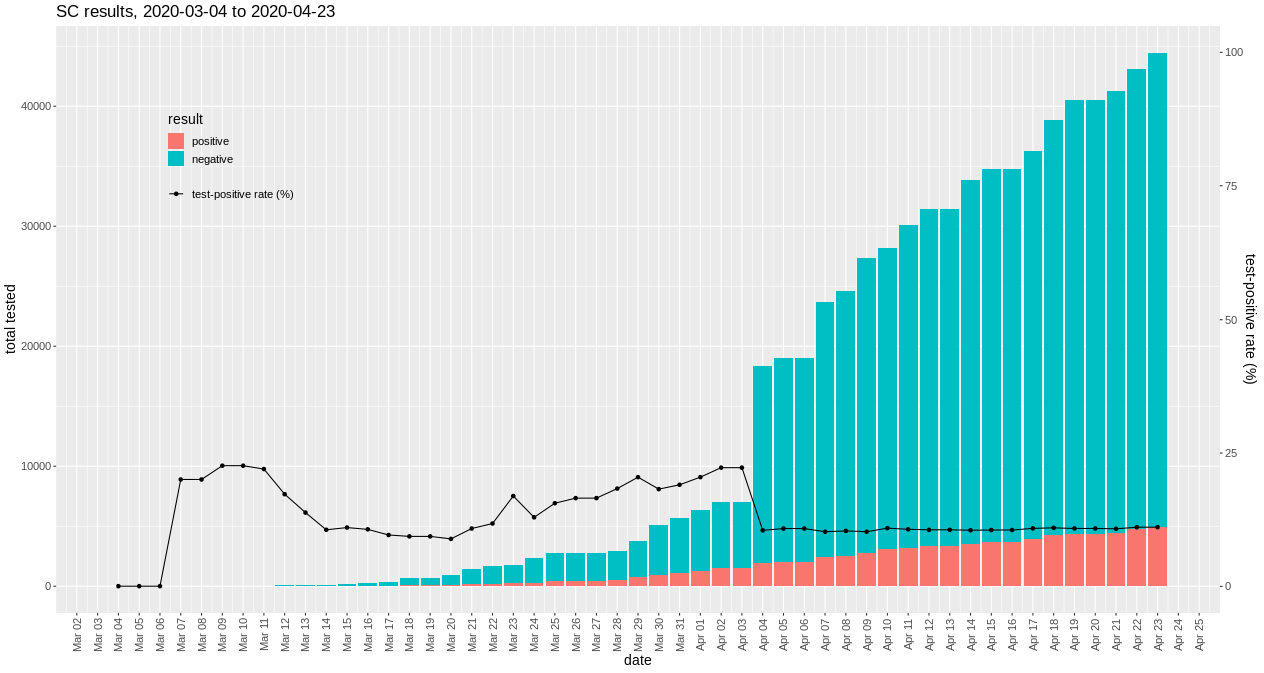 SC results, 2020-03-04 to 2020-04-23
total tested
40000
30000
20000
10000
0
result
positive
negative
test-positive rate (%)
100
75
50
25
0
test-positive rate (%)
Mar 02
Mar 03
Mar 04
Mar 05
Mar 06
Mar 07
Mar 08
Mar 09
Mar 10
Mar 11
Mar 12
Mar 13
Mar 14
Mar 15
Mar 16
Mar 17
Mar 18
Mar 19
Mar 20
Mar 21
Mar 22
Mar 23
Mar 24
Mar 25
Mar 26
Mar 27
Mar 28
Mar 29
Mar 30
Mar 31
Apr 01
Apr 02
Apr 03
Apr 04
Apr 05
Apr 06
Apr 07
Apr 08
Apr 09
Apr 10
Apr 11
Apr 12
Apr 13
Apr 14
Apr 15
Apr 16
Apr 17
Apr 18
Apr 19
Apr 20
Apr 21
Apr 22
Apr 23
Apr 24
Apr 25
date